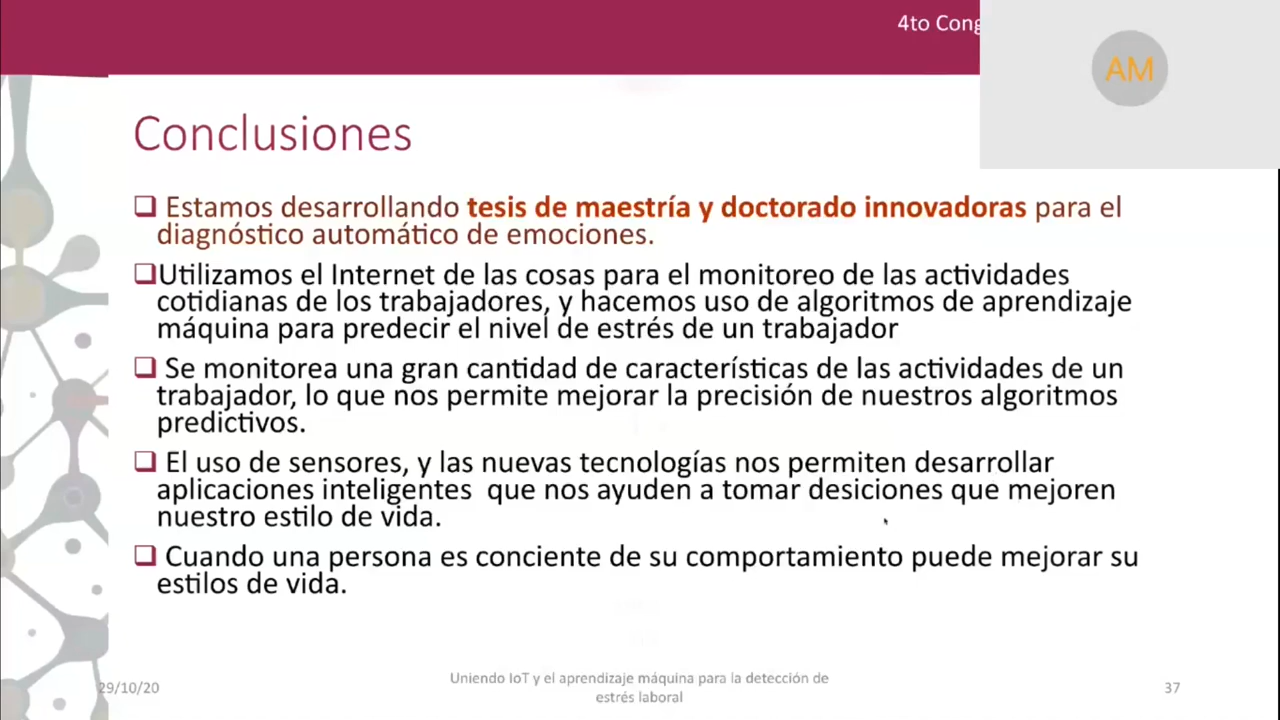 4to Cong
AM
Conclusiones
Estamos desarrollando tesis de maestría y doctorado innovadoras para el
diagnóstico automático de emociones.
Utilizamos el Internet de las cosas para el monitoreo de las actividades
cotidianas de los trabajadores, y hacemos uso de algoritmos de aprendizaje
máquina para predecir el nivel de estrés de un trabajador
Se monitorea una gran cantidad de características de las actividades de un
trabajador, lo que nos permite mejorar la precisión de nuestros algoritmos
predictivos.
El uso de sensores, y las nuevas tecnologías nos permiten desarrollar
aplicaciones inteligentes que nos ayuden a tomar desiciones que mejoren
nuestro estilo de vida.
Cuando una persona es conciente de su comportamiento puede mejorar su
estilos de vida.
29/10/20
Uniendo IoT y el aprendizaje máquina para la detección de
estrés laboral
37